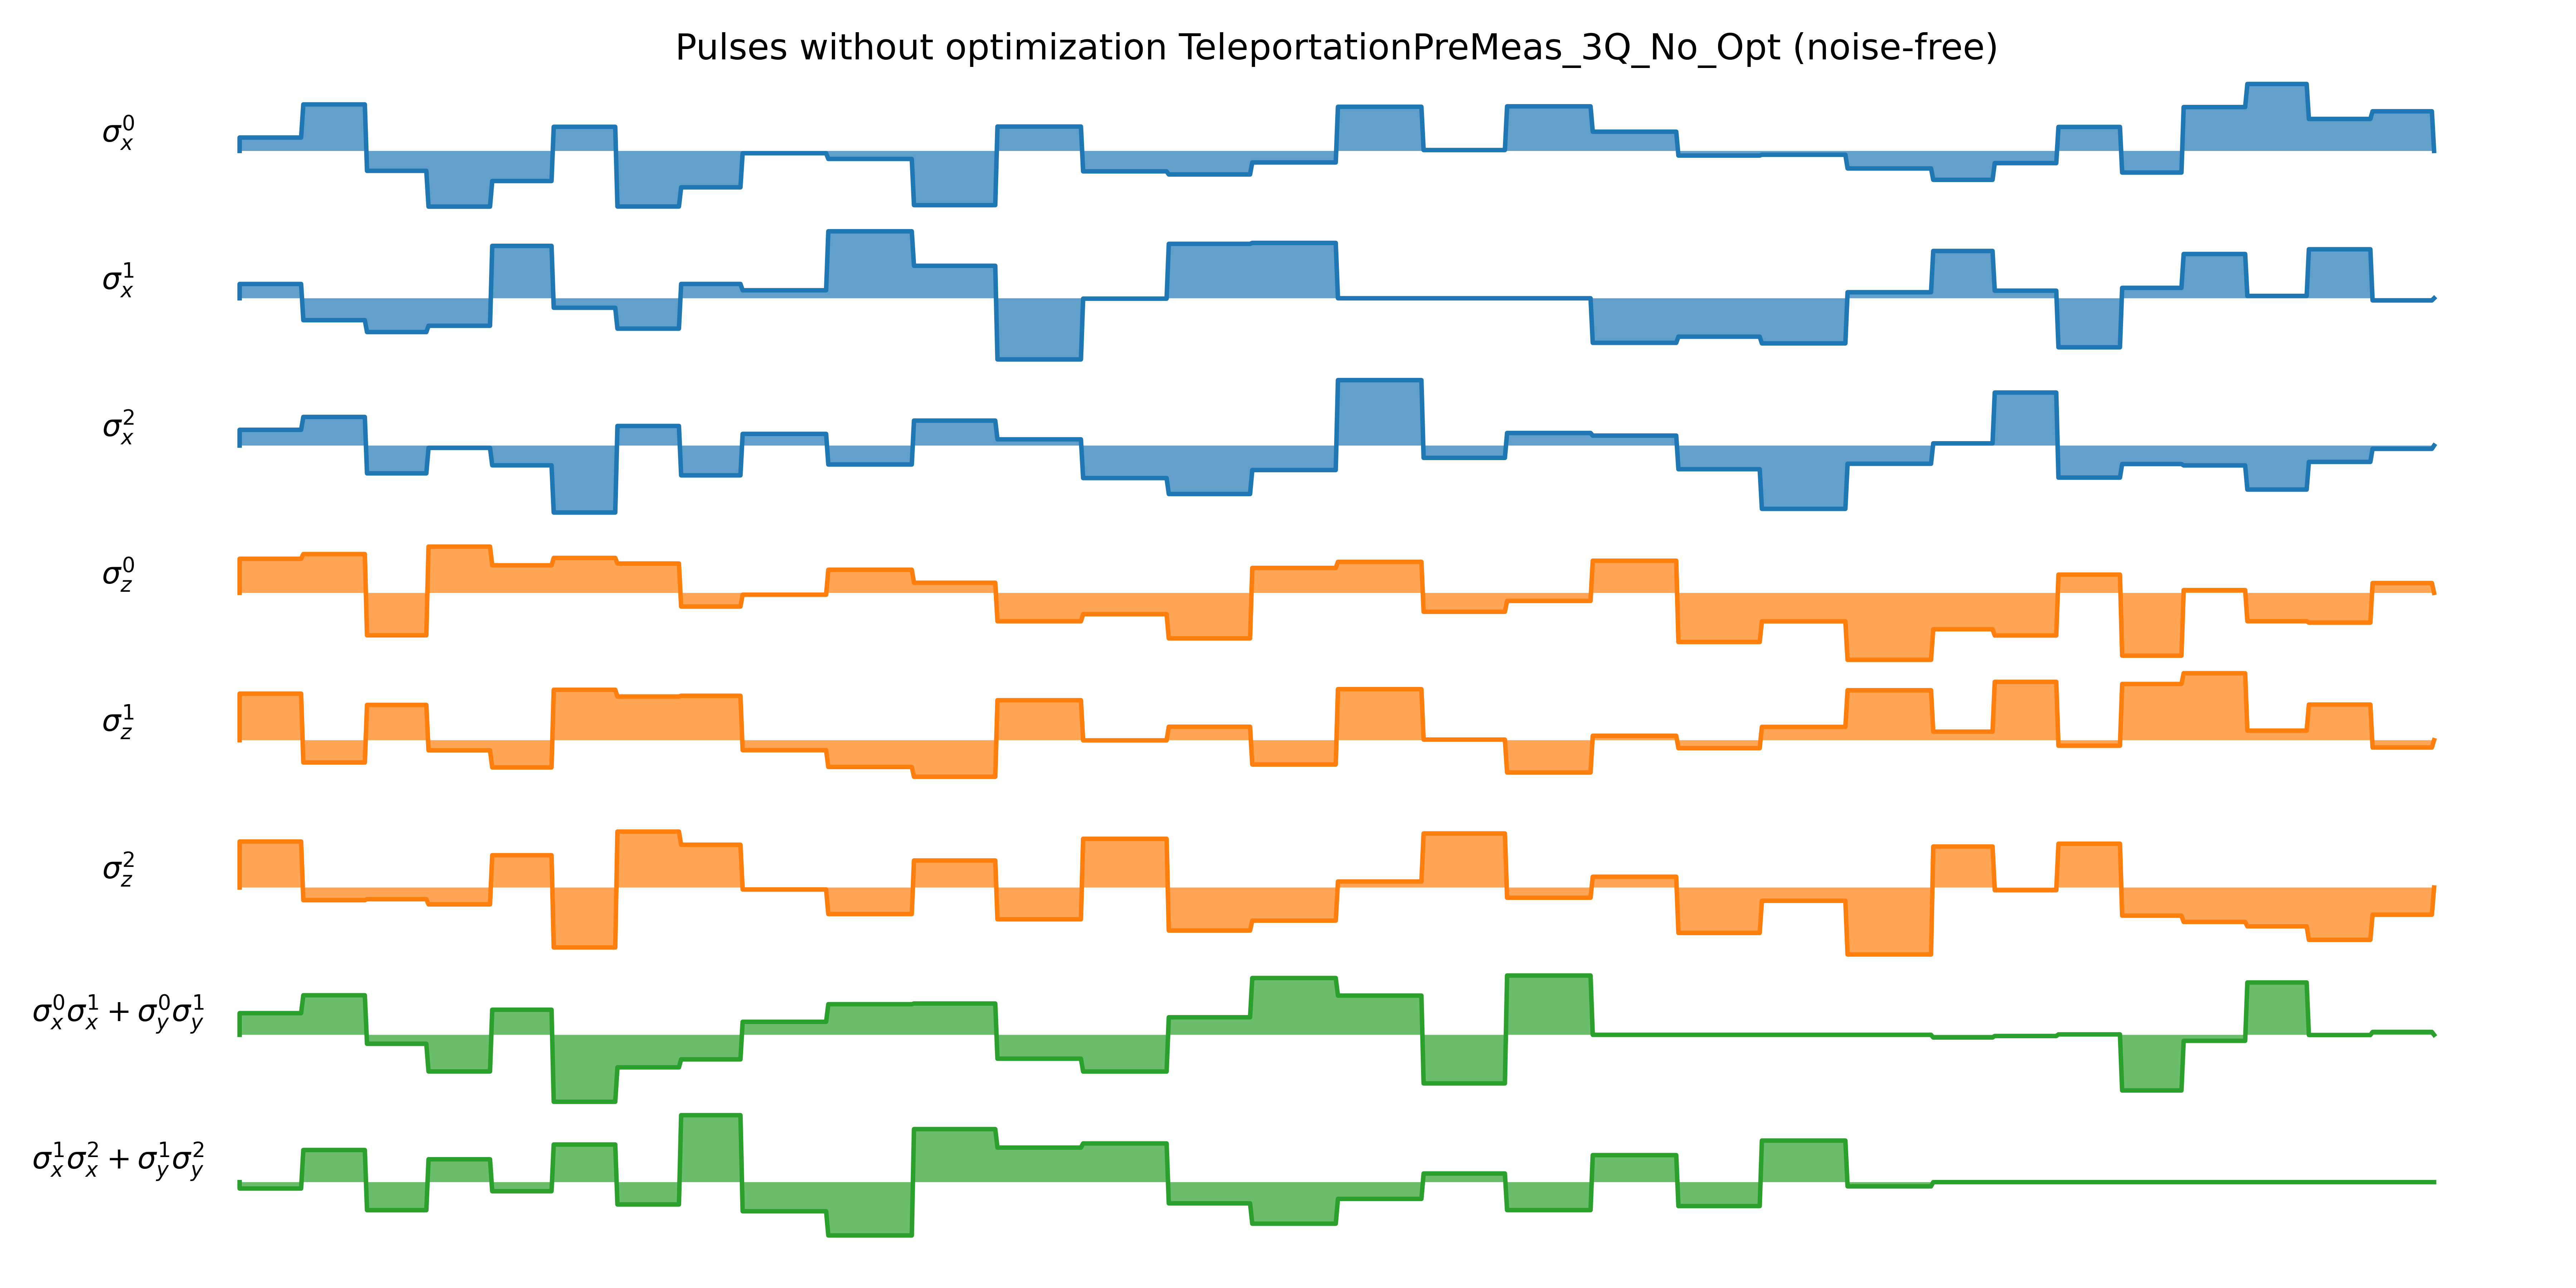 Pulses without optimization TeleportationPreMeas_3Q_No_Opt (noise-free)
σ_x^0
σ_x^1
σ_x^2
σ_z^0
σ_z^1
σ_z^2
σ_x^0σ_x^1 + σ_y^0σ_y^1
σ_x^1σ_x^2 + σ_y^1σ_y^2